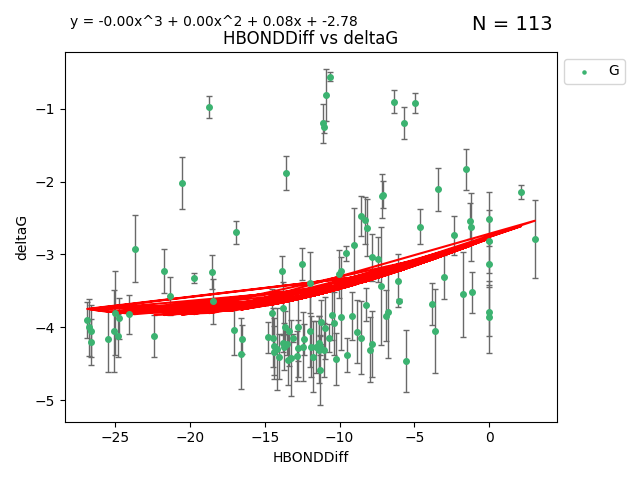 y = -0.00x^3 + 0.00x^2 + 0.08x + -2.78
N = 113
HBONDDiff vs deltaG
G
deltaG
−1
−2
−3
−4
−5
−25
−20
−15
−10
−5
0
HBONDDiff